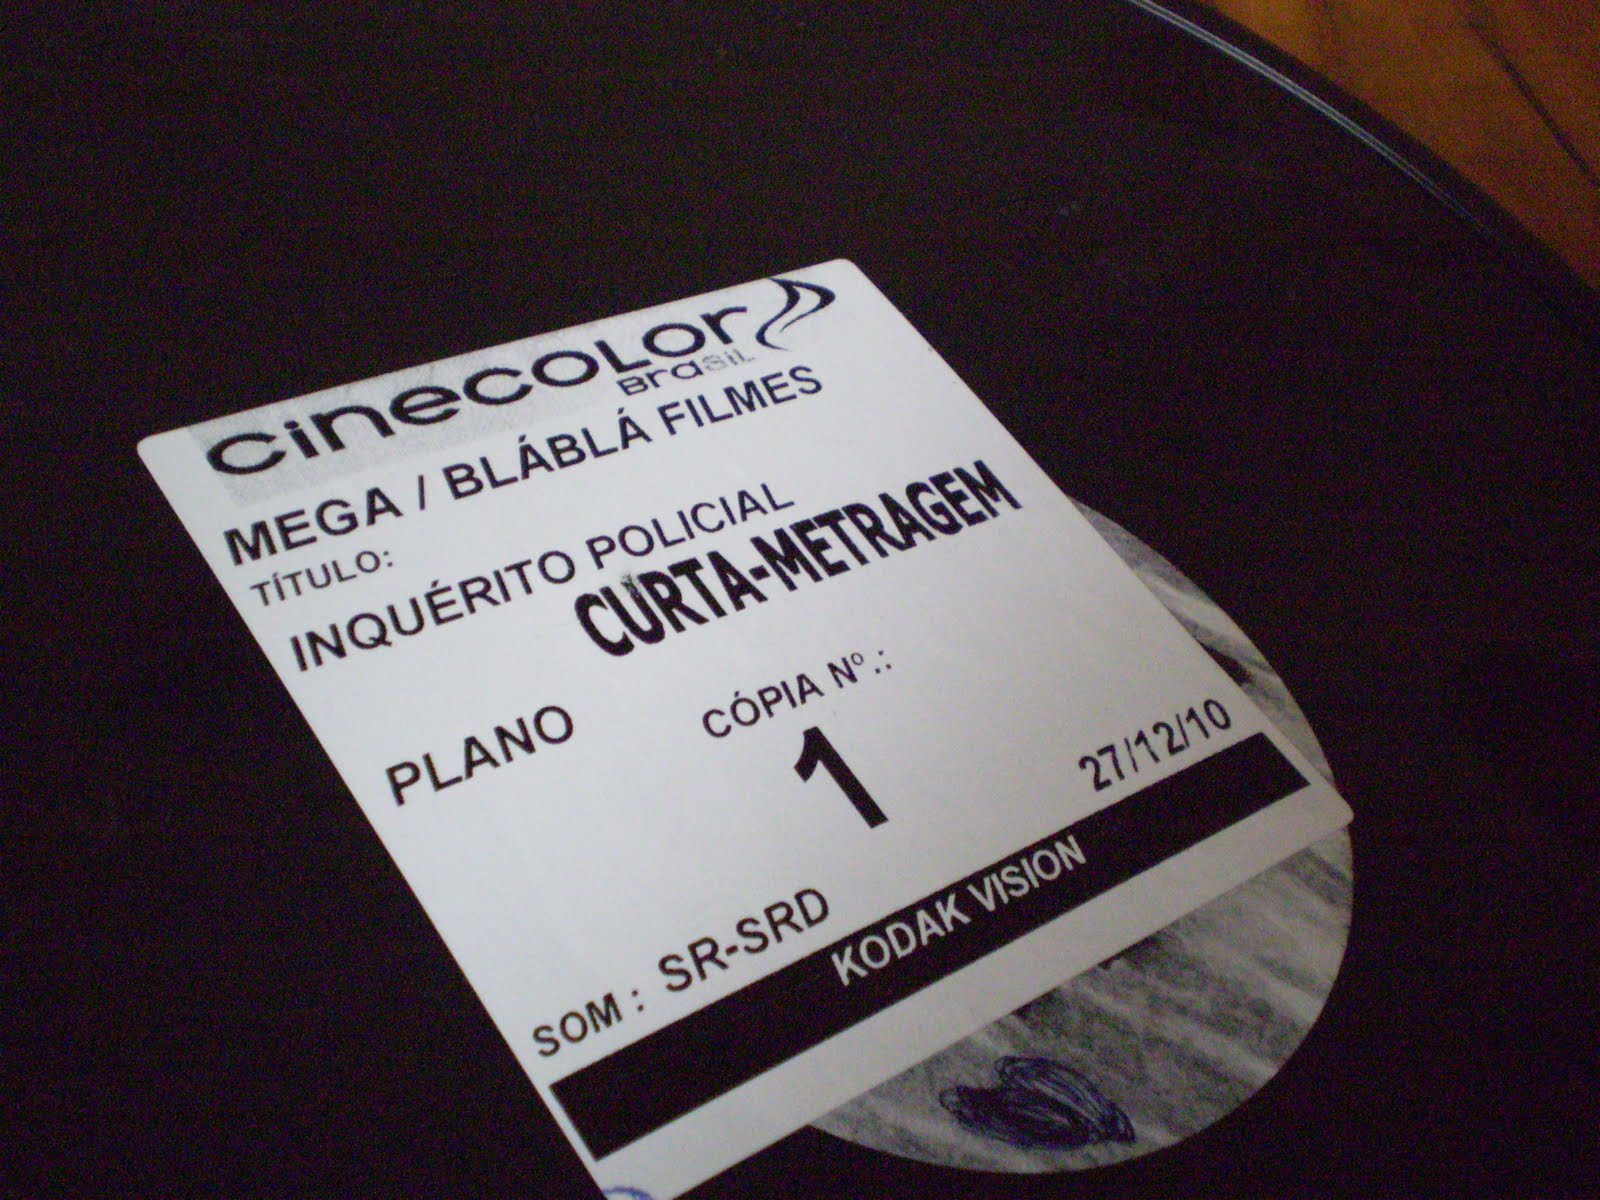 cinecolor
Brasil
MEGA / BLÁBLÁ FILMES
TÍTULO:
INQUÉRITO POLICIAL
CURTA-METRAGEM
PLANO
CÓPIA Nº.:
1
27/12/10
SOM : SR-SRD
KODAK VISION